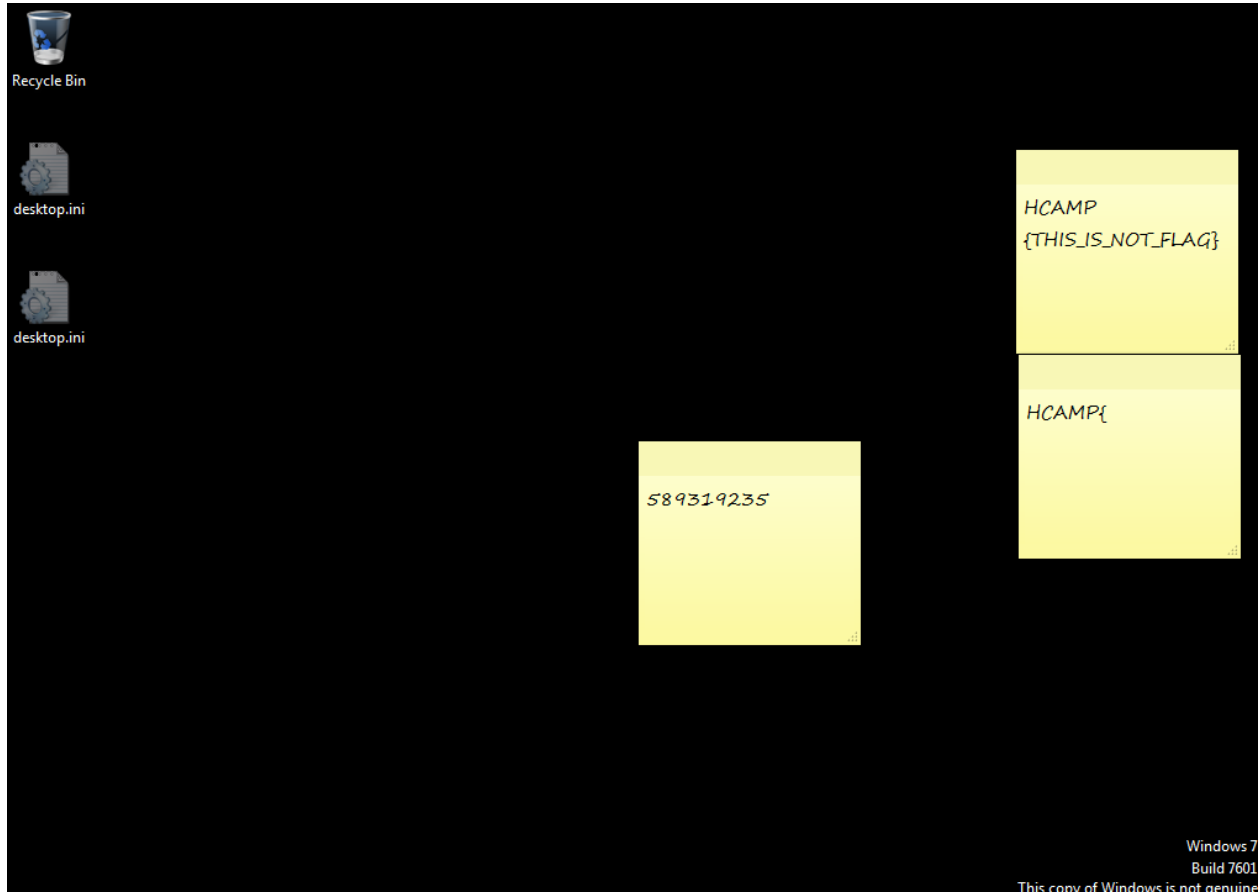 Recycle Bin
desktop.ini
desktop.ini
HCAMP
{THIS_IS_NOT_FLAG}
HCAMP{
589319235
Windows 7
Build 7601
This copy of Windows is not genuine